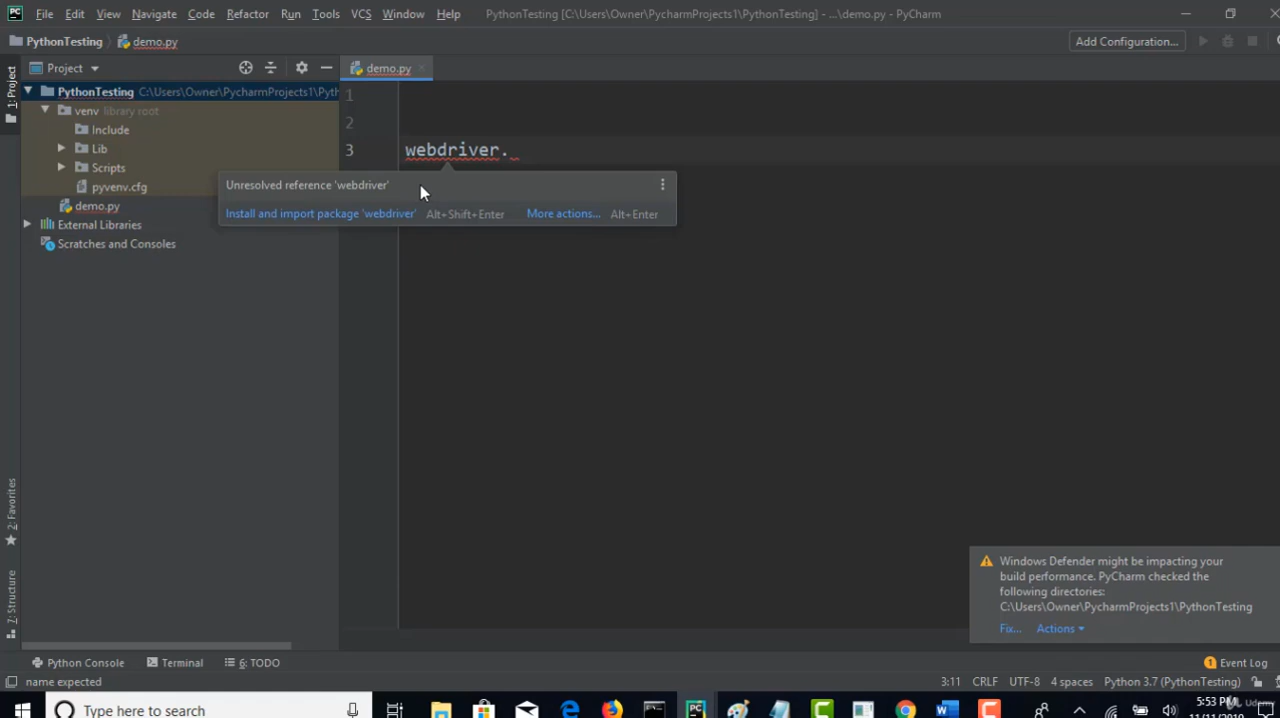 PC File Edit View Navigate Code Refactor Run Tools VCS Window Help PythonTesting [C:\Users\Owner\PycharmProjects1\PythonTesting] - ...\demo.py - PyCharm
PythonTesting demo.py Add Configuration...
1: Project
Project
demo.py
PythonTesting C:\Users\Owner\PycharmProjects1\Pyth
venv library root
Include
Lib
Scripts
pyvenv.cfg
demo.py
External Libraries
Scratches and Consoles
1
2
3 webdriver.
Unresolved reference 'webdriver'
Install and import package 'webdriver' Alt+Shift+Enter More actions... Alt+Enter
2: Favorites
Z: Structure
Windows Defender might be impacting your
build performance. PyCharm checked the
following directories:
C:\Users\Owner\PycharmProjects1\PythonTesting
Fix... Actions
Python Console Terminal 6: TODO 1 Event Log
name expected 3:11 CRLF UTF-8 4 spaces Python 3.7 (PythonTesting)
Type here to search
5:53 PM